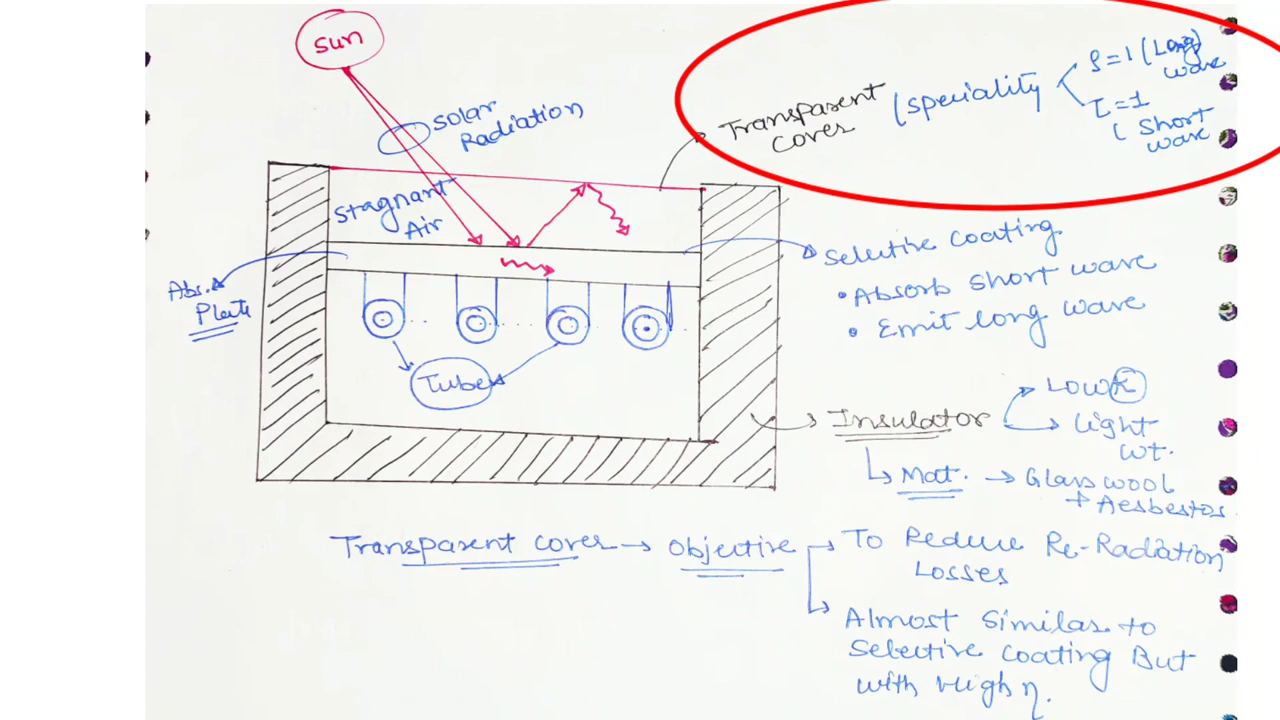 Sun
Solar
Radiation
Transparent
Cover
(Speciality
ρ=1 (Long
wave
τ=1
( Short
wave
Stagnant
Air
Abs.
Plate
Selective Coating
• Absorb short wave
• Emit long wave
Tubes
Insulator
Low K
Light
wt.
Mat. → Glass wool
+ Aesbestos
Transparent cover → Objective → To Reduce Re-Radiation
Losses
Almost Similar to
Selective Coating But
with High η.